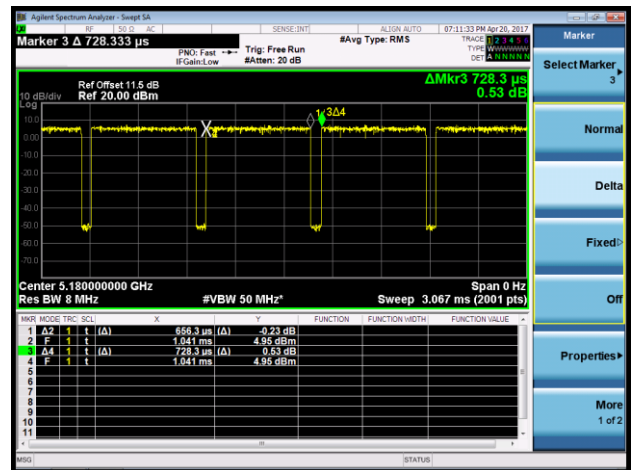 Agilent Spectrum Analyzer - Swept SA
RF 50 Ω AC SENSE:INT ALIGN AUTO 07:11:33 PM Apr 20, 2017
Marker 3 Δ 728.333 µs
#Avg Type: RMS
TRACE 1 2 3 4 5 6
TYPE WWWWWW
DET A N N N N N
PNO: Fast
IFGain:Low
Trig: Free Run
#Atten: 20 dB
Ref Offset 11.5 dB
10 dB/div Ref 20.00 dBm
Log
ΔMkr3 728.3 µs
0.53 dB
10.0
0.00
-30.0
-40.0
-50.0
-60.0
-70.0
3Δ4
Center 5.180000000 GHz Span 0 Hz
Res BW 8 MHz #VBW 50 MHz* Sweep 3.067 ms (2001 pts)
MKR MODE TRC SCL X Y FUNCTION FUNCTION WIDTH FUNCTION VALUE
1 Δ2 1 t (Δ) 656.3 µs (Δ) -0.23 dB
2 F 1 t 1.041 ms 4.95 dBm
3 Δ4 1 t (Δ) 728.3 µs (Δ) 0.53 dB
4 F 1 t 1.041 ms 4.95 dBm
5
6
7
8
9
10
11
MSG STATUS
Marker
Select Marker
3
Normal
Delta
Fixed
Off
Properties
More
1 of 2